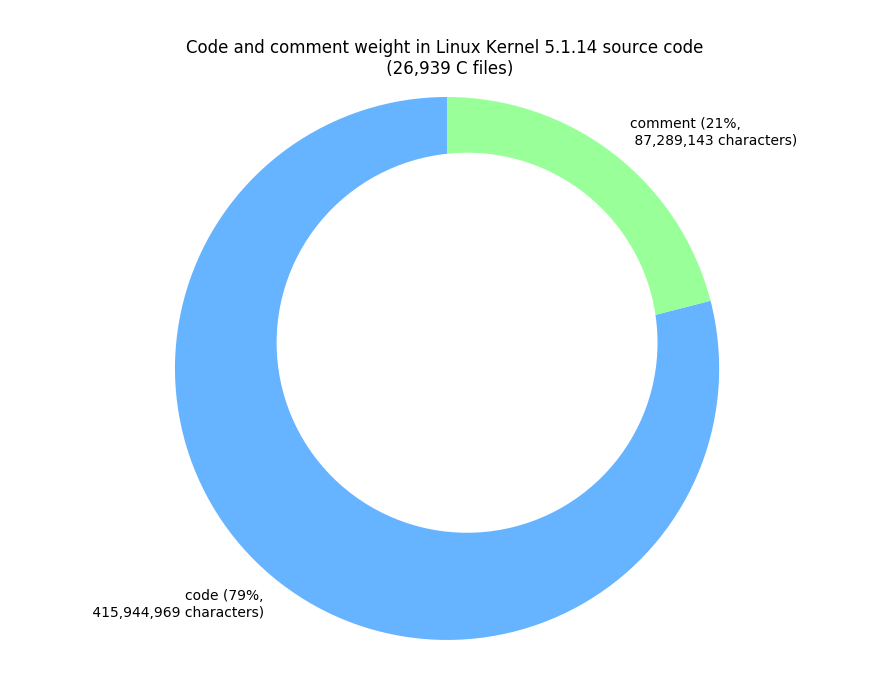 Code and comment weight in Linux Kernel 5.1.14 source code
(26,939 C files)
comment (21%,
87,289,143 characters)
code (79%,
415,944,969 characters)